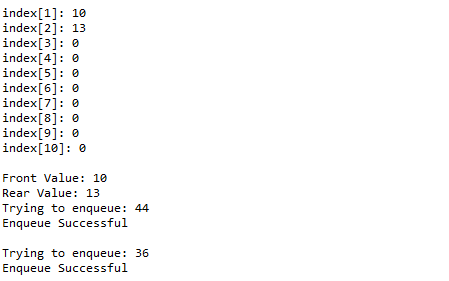 index[1]: 10
index[2]: 13
index[3]: 0
index[4]: 0
index[5]: 0
index[6]: 0
index[7]: 0
index[8]: 0
index[9]: 0
index[10]: 0
Front Value: 10
Rear Value: 13
Trying to enqueue: 44
Enqueue Successful
Trying to enqueue: 36
Enqueue Successful